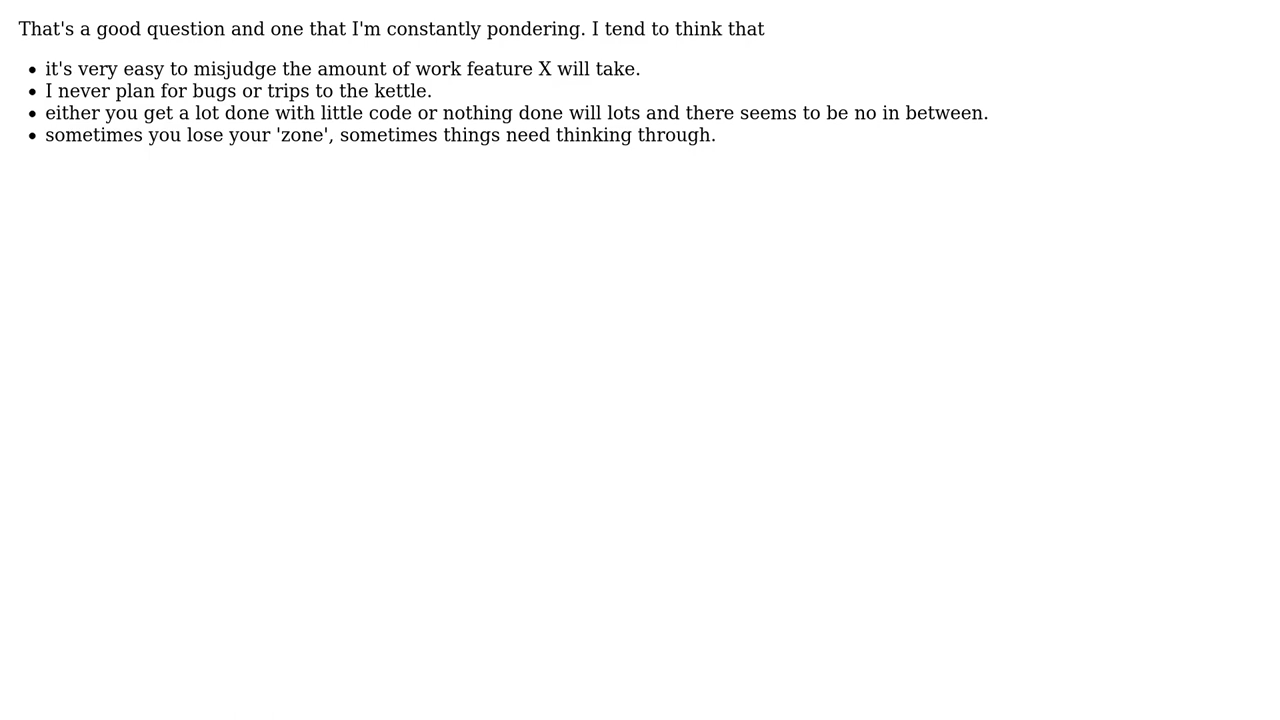 That's a good question and one that I'm constantly pondering. I tend to think that
• it's very easy to misjudge the amount of work feature X will take.
• I never plan for bugs or trips to the kettle.
• either you get a lot done with little code or nothing done will lots and there seems to be no in between.
• sometimes you lose your 'zone', sometimes things need thinking through.